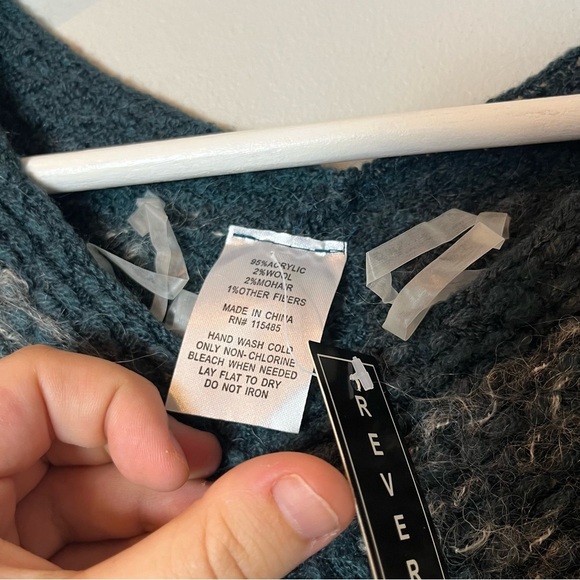 95%ACRYLIC
2%WOOL
2%MOHAIR
1%OTHER FIBERS
MADE IN CHINA
RN# 115485
HAND WASH COLD
ONLY NON-CHLORINE
BLEACH WHEN NEEDED
LAY FLAT TO DRY
DO NOT IRON
R
E
V
E
R